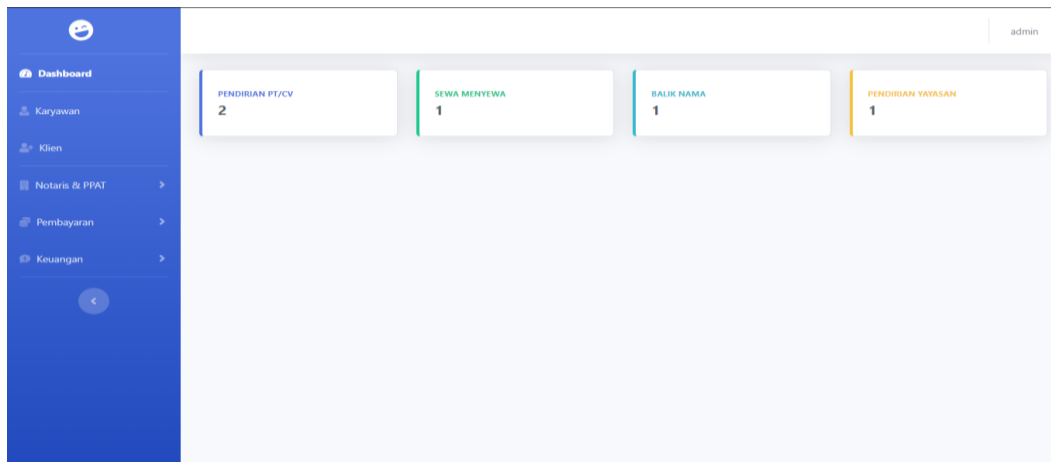 admin
Dashboard
Karyawan
Klien
Notaris & PPAT
Pembayaran
Keuangan
PENDIRIAN PT/CV
2
SEWA MENYEWA
1
BALIK NAMA
1
PENDIRIAN YAYASAN
1